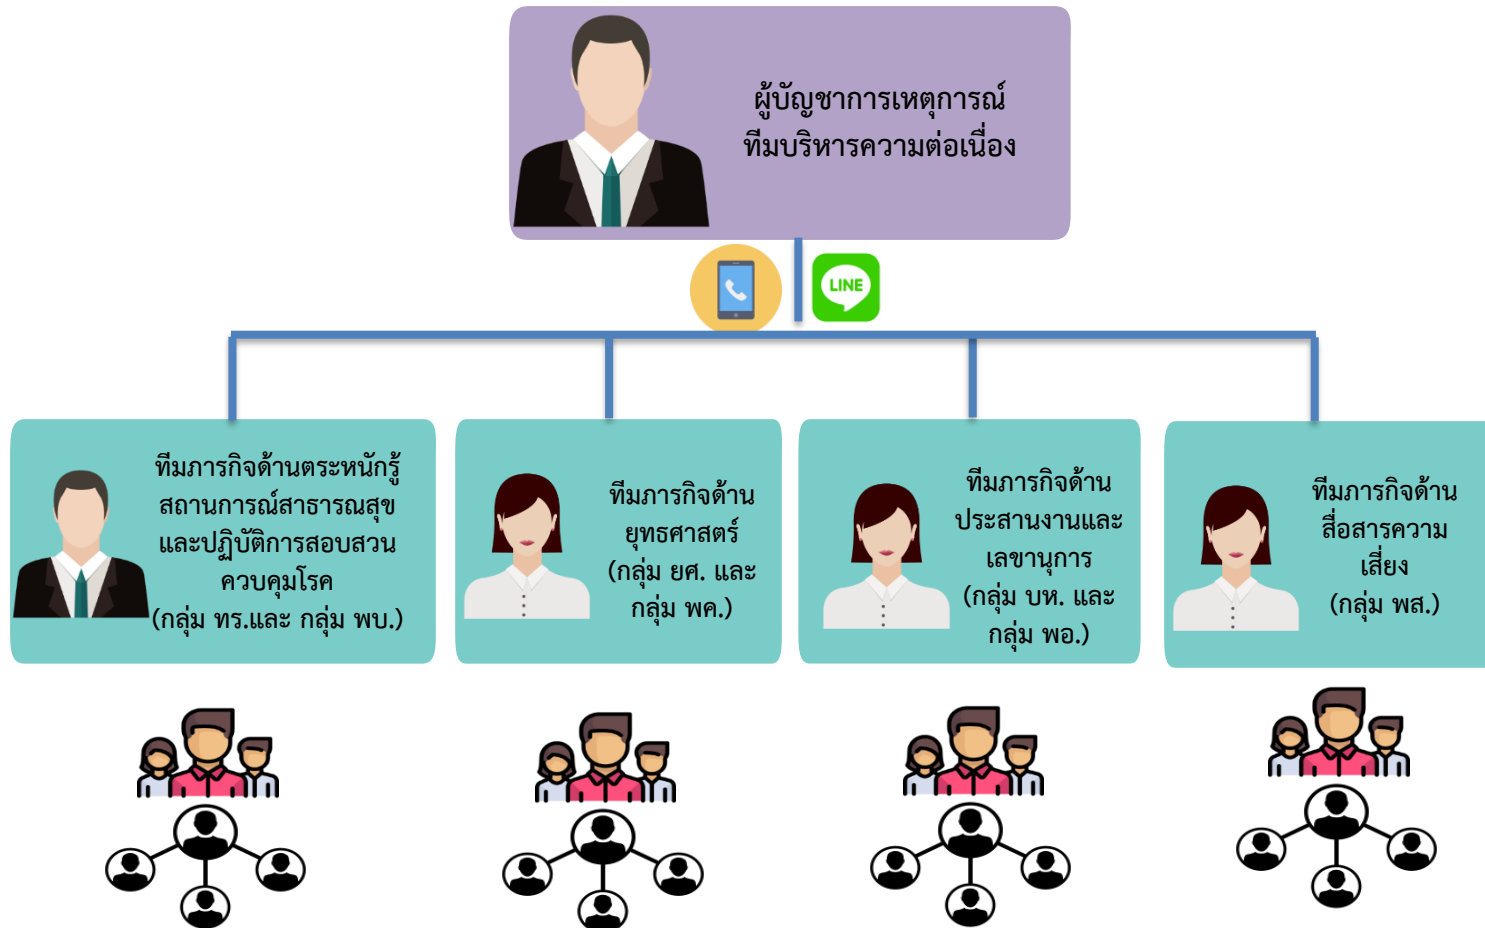 ผู้บัญชาการเหตุการณ์
ทีมบริหารความต่อเนื่อง
LINE
ทีมภารกิจด้านตระหนักรู้
สถานการณ์สาธารณสุข
และปฏิบัติการสอบสวน
ควบคุมโรค
(กลุ่ม ทร.และ กลุ่ม พบ.)
ทีมภารกิจด้าน
ยุทธศาสตร์
(กลุ่ม ยศ. และ
กลุ่ม พค.)
ทีมภารกิจด้าน
ประสานงานและ
เลขานุการ
(กลุ่ม บห. และ
กลุ่ม พอ.)
ทีมภารกิจด้าน
สื่อสารความ
เสี่ยง
(กลุ่ม พส.)